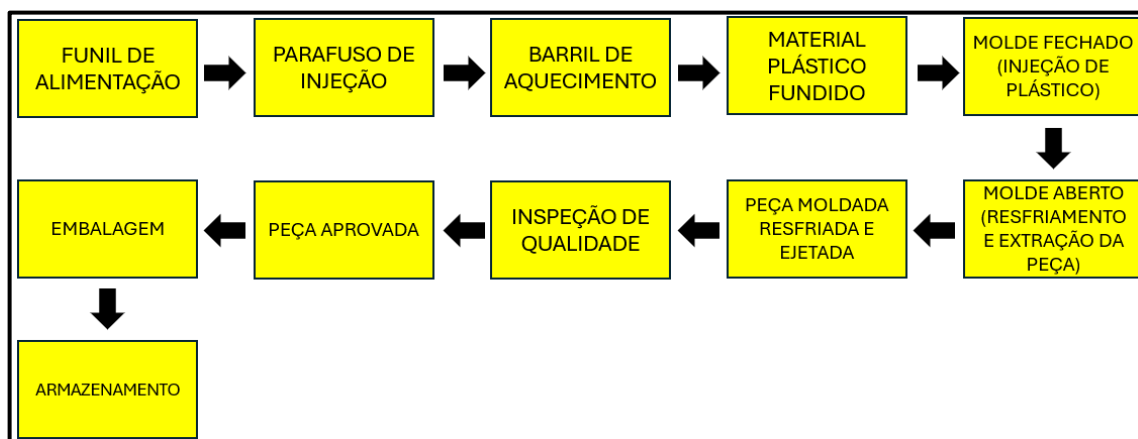 FUNIL DE
ALIMENTAÇÃO
PARAFUSO DE
INJEÇÃO
BARRIL DE
AQUECIMENTO
MATERIAL
PLÁSTICO
FUNDIDO
MOLDE FECHADO
(INJEÇÃO DE
PLÁSTICO)
MOLDE ABERTO
(RESFRIAMENTO
E EXTRAÇÃO DA
PEÇA)
PEÇA MOLDADA
RESFRIADA E
EJETADA
INSPEÇÃO DE
QUALIDADE
PEÇA APROVADA
EMBALAGEM
ARMAZENAMENTO